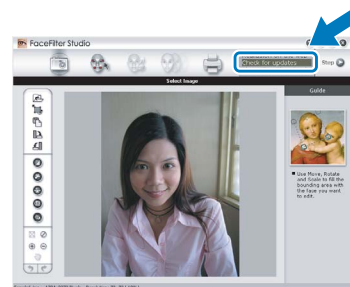 FaceFilter Studio
Check for updates
Step
Select Image
Guide
Use Move, Rotate
and Scale to fill the
bounding area with
the face you want
to edit.